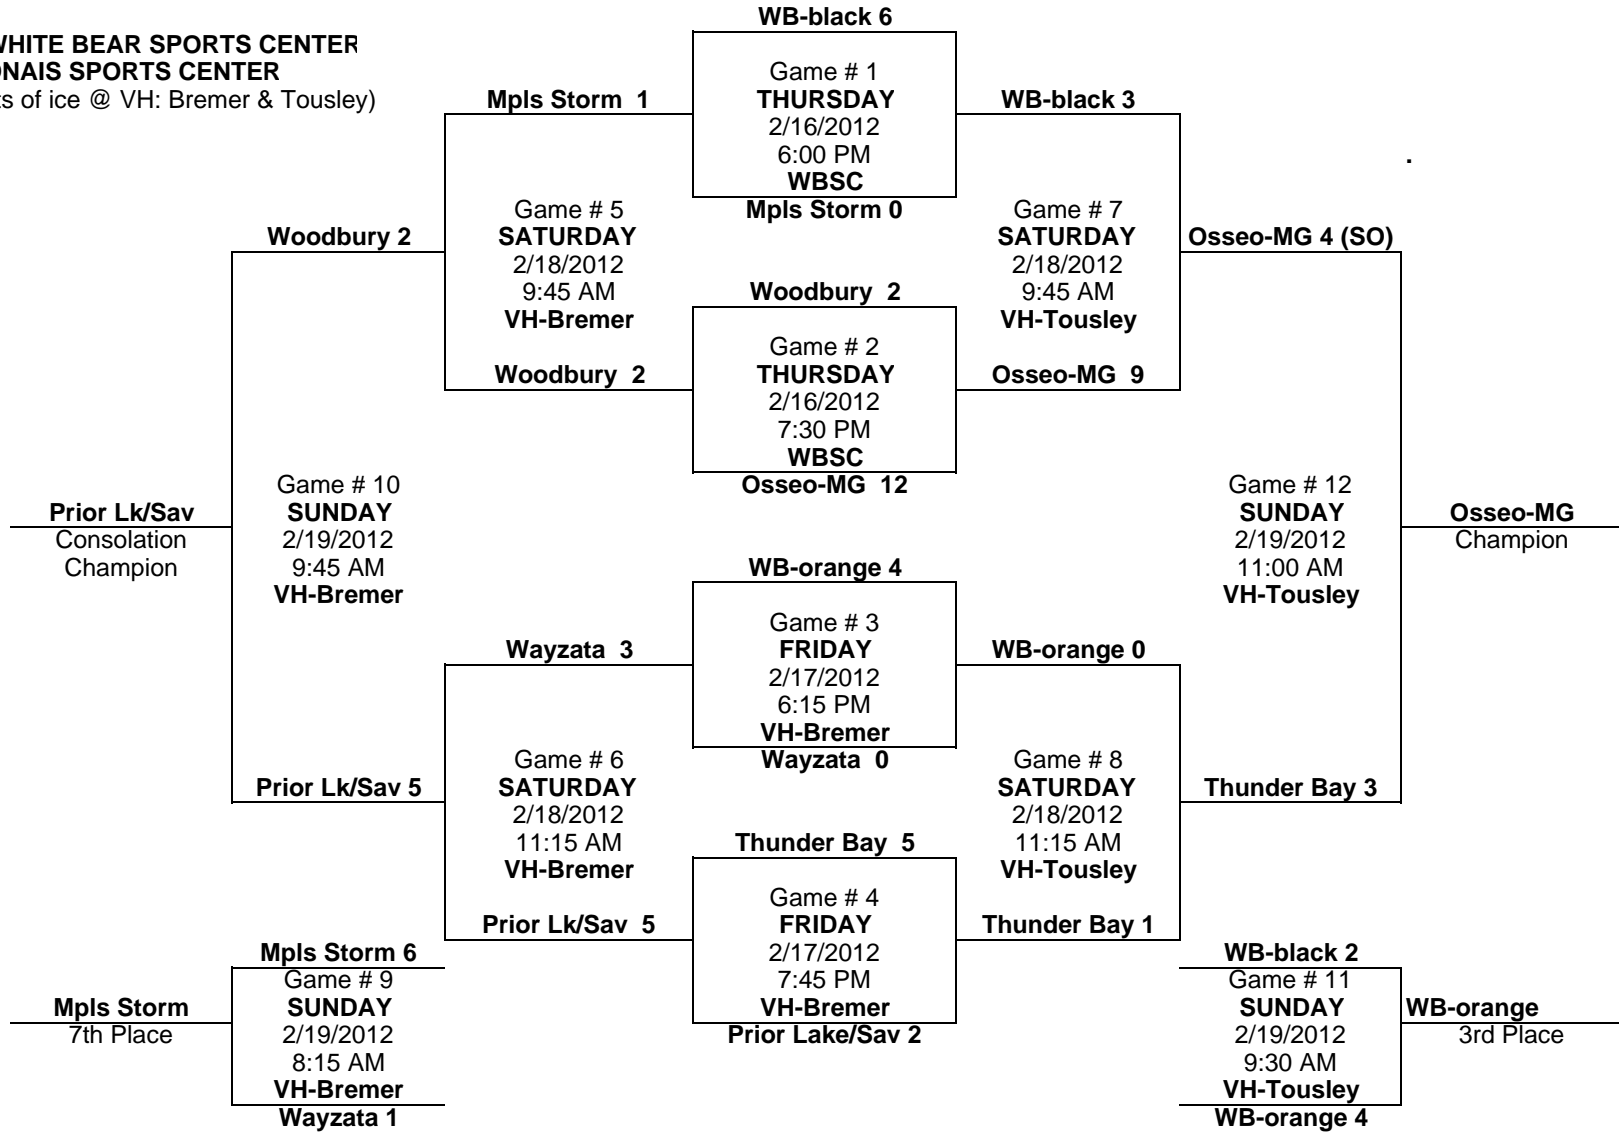 WB-black 6
WHITE BEAR SPORTS CENTER
SPORTS CENTER
of ice @ VH: Bremer & Tousley)
Mpls Storm 1
Game # 1
THURSDAY
2/16/2012
6:00 PM
WBSC
Mpls Storm 0
WB-black 3
.
Woodbury 2
Game # 5
SATURDAY
2/18/2012
9:45 AM
VH-Bremer
Woodbury 2
Game # 7
SATURDAY
2/18/2012
9:45 AM
VH-Tousley
Osseo-MG 4 (SO)
Woodbury 2
Game # 2
THURSDAY
2/16/2012
7:30 PM
WBSC
Osseo-MG 12
Osseo-MG 9
Prior Lk/Sav
Consolation
Champion
Game # 10
SUNDAY
2/19/2012
9:45 AM
VH-Bremer
Game # 12
SUNDAY
2/19/2012
11:00 AM
VH-Tousley
Osseo-MG
Champion
WB-orange 4
Game # 3
FRIDAY
2/17/2012
6:15 PM
VH-Bremer
Wayzata 0
Wayzata 3
WB-orange 0
Game # 6
SATURDAY
2/18/2012
11:15 AM
VH-Bremer
Prior Lk/Sav 5
Game # 8
SATURDAY
2/18/2012
11:15 AM
VH-Tousley
Thunder Bay 3
Thunder Bay 5
Game # 4
FRIDAY
2/17/2012
7:45 PM
VH-Bremer
Prior Lake/Sav 2
Prior Lk/Sav 5
Thunder Bay 1
Mpls Storm 6
Game # 9
SUNDAY
2/19/2012
8:15 AM
VH-Bremer
Wayzata 1
Mpls Storm
7th Place
WB-black 2
Game # 11
SUNDAY
2/19/2012
9:30 AM
VH-Tousley
WB-orange 4
WB-orange
3rd Place